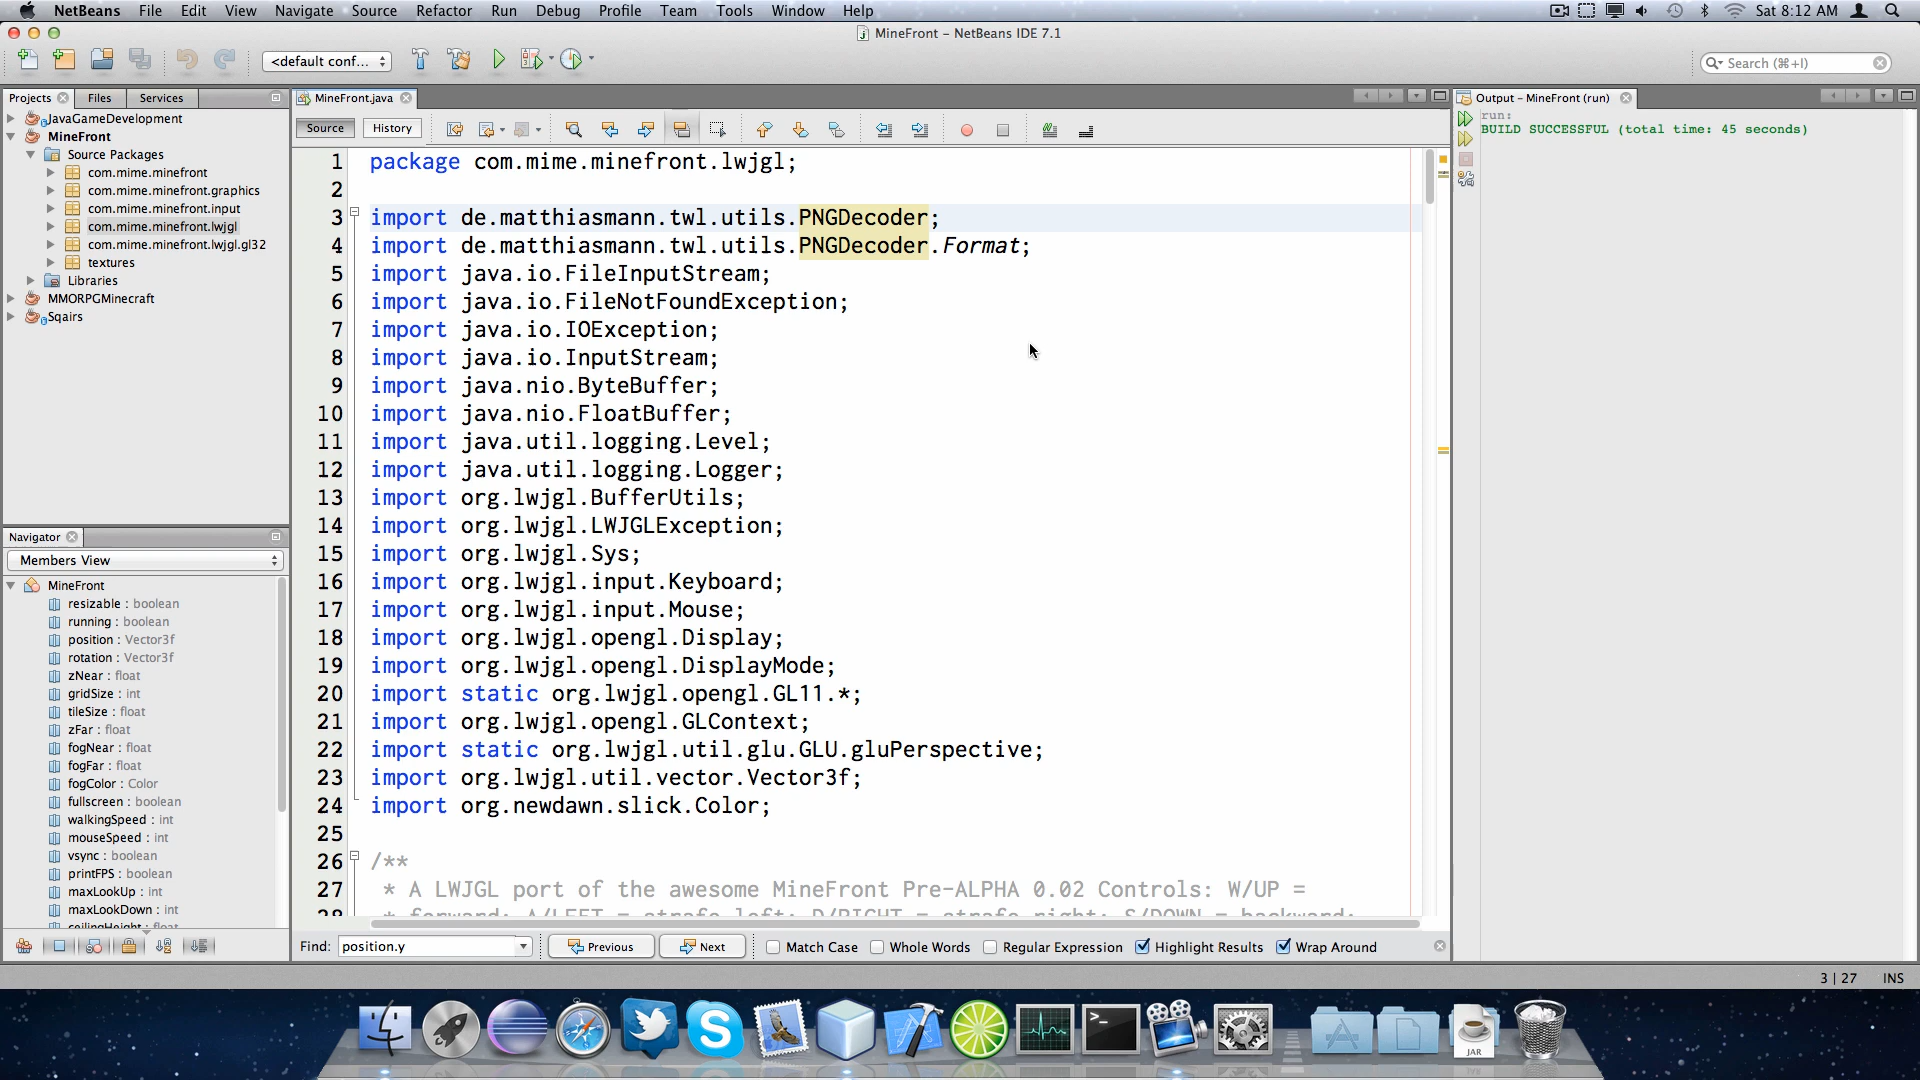 NetBeans File Edit View Navigate Source Refactor Run Debug Profile Team Tools Window Help Sat 8:12 AM
MineFront – NetBeans IDE 7.1
<default conf...
Search (⌘+I)
Projects Files Services
JavaGameDevelopment
MineFront
Source Packages
com.mime.minefront
com.mime.minefront.graphics
com.mime.minefront.input
com.mime.minefront.lwjgl
com.mime.minefront.lwjgl.gl32
textures
Libraries
MMORPGMinecraft
Sqairs
Navigator
Members View
MineFront
resizable : boolean
running : boolean
position : Vector3f
rotation : Vector3f
zNear : float
gridSize : int
tileSize : float
zFar : float
fogNear : float
fogFar : float
fogColor : Color
fullscreen : boolean
walkingSpeed : int
mouseSpeed : int
vsync : boolean
printFPS : boolean
maxLookUp : int
maxLookDown : int
ceilingHeight : float
MineFront.java
Source History
1 package com.mime.minefront.lwjgl;
2
3 import de.matthiasmann.twl.utils.PNGDecoder;
4 import de.matthiasmann.twl.utils.PNGDecoder.Format;
5 import java.io.FileInputStream;
6 import java.io.FileNotFoundException;
7 import java.io.IOException;
8 import java.io.InputStream;
9 import java.nio.ByteBuffer;
10 import java.nio.FloatBuffer;
11 import java.util.logging.Level;
12 import java.util.logging.Logger;
13 import org.lwjgl.BufferUtils;
14 import org.lwjgl.LWJGLException;
15 import org.lwjgl.Sys;
16 import org.lwjgl.input.Keyboard;
17 import org.lwjgl.input.Mouse;
18 import org.lwjgl.opengl.Display;
19 import org.lwjgl.opengl.DisplayMode;
20 import static org.lwjgl.opengl.GL11.*;
21 import org.lwjgl.opengl.GLContext;
22 import static org.lwjgl.util.glu.GLU.gluPerspective;
23 import org.lwjgl.util.vector.Vector3f;
24 import org.newdawn.slick.Color;
25
26 /**
27 * A LWJGL port of the awesome MineFront Pre-ALPHA 0.02 Controls: W/UP =
28 * forward; A/LEFT = strafe left; D/RIGHT = strafe right; S/DOWN = backward;
Find: position.y Previous Next Match Case Whole Words Regular Expression Highlight Results Wrap Around
Output – MineFront (run)
run:
BUILD SUCCESSFUL (total time: 45 seconds)
3 | 27 INS
>_
JAR